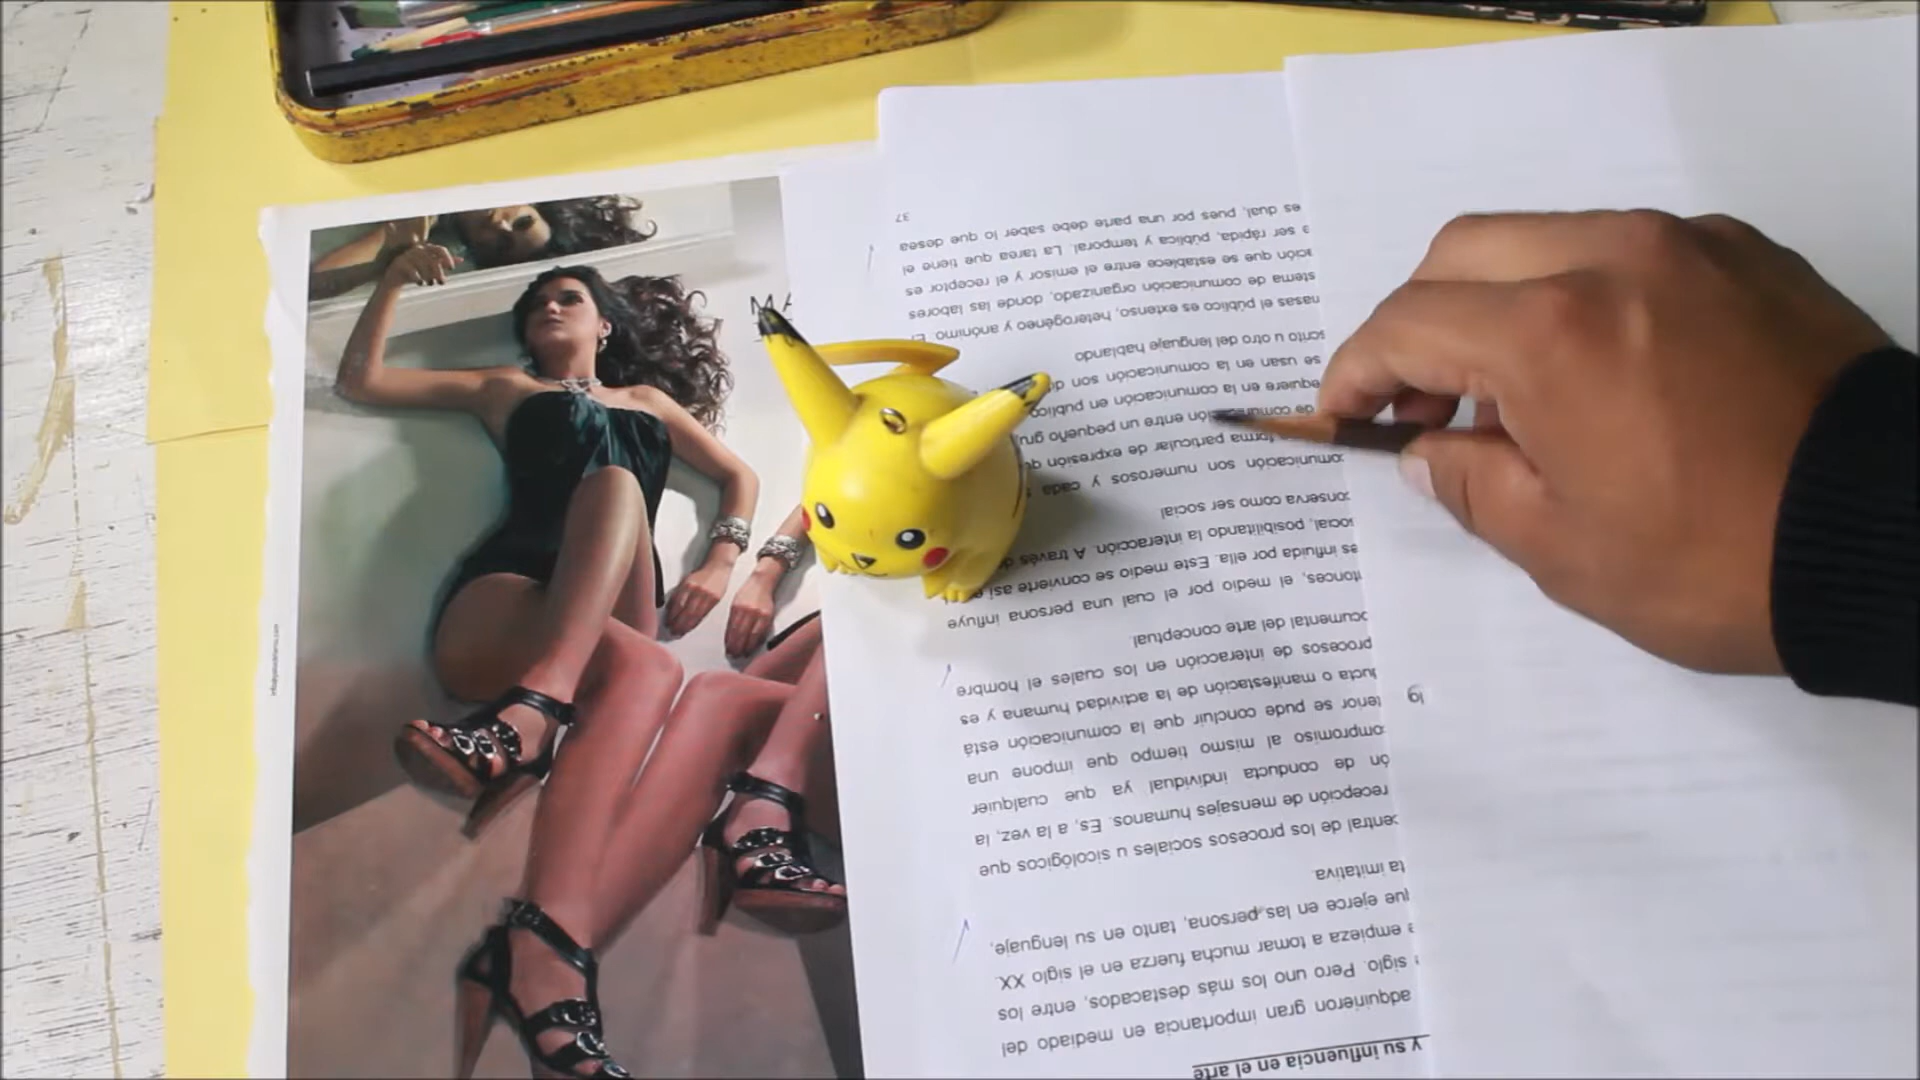 MA
y su influencia en el arte
adquirieron gran importancia en mediado del
siglo. Pero uno los más destacados, entre, los
empieza a tomar mucha fuerza en el siglo XX.
que ejerce en las persona, tanto en su lenguaje,
ta imitativa
central de los procesos sociales u sicológicos que
recepción de mensajes humanos. Es, a la vez, la
ón de conducta individual ya que cualquier
ompromiso al mismo tiempo que impone una
terior se pude concluir que la comunicación está
ucta o manifestación de la actividad humana y es
procesos de interacción en los cuales el hombre
ocumental del arte conceptual.
ntonces, el medio por el cual una persona influye
es influida por ella. Este medio se convierte así
social, posibilitando la interacción. A través
conserva como ser social
comunicación son numerosos y cada
forma particular de expresión
de entre un pequeño
equiere en la comunicación en público
se usan en la comunicación son
scrito u otro del lenguaje hablando
masas el público es extenso, heterogéneo y anónimo.
stema de comunicación organizado, donde las labores
ación que se establece entre el emisor y el receptor es
a ser rápida, pública y temporal. La tarea que tiene el
es dual, pues por una parte debe saber lo que desea
37